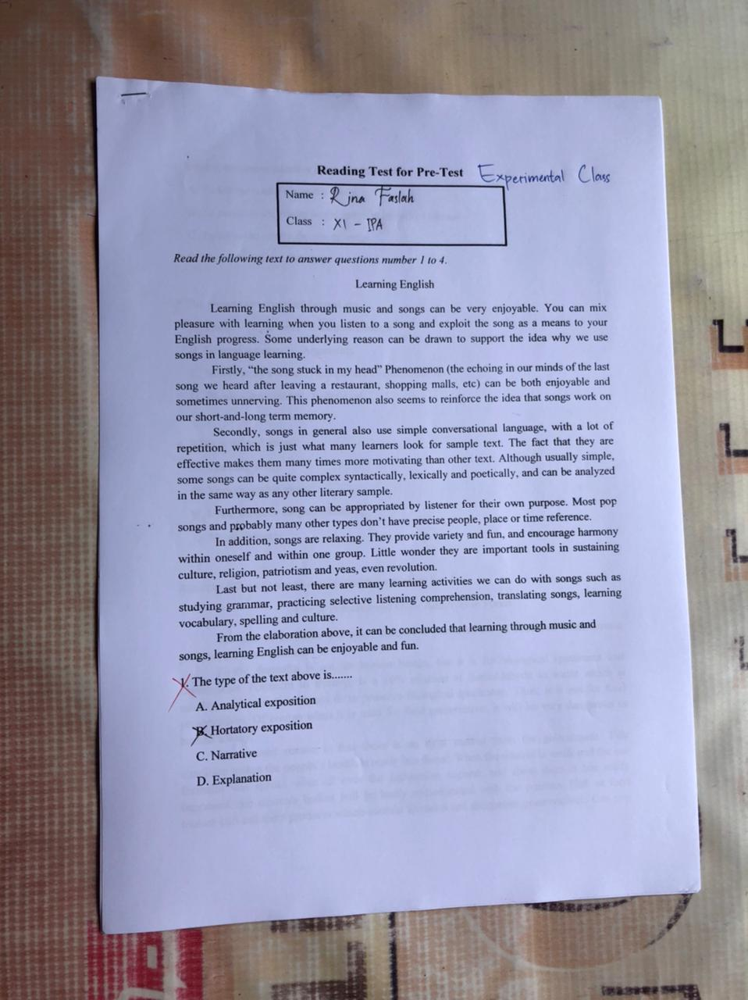 Reading Test for Pre-Test Experimental Class
Name : Rina Faslah
Class : XI - IPA
Read the following text to answer questions number 1 to 4.
Learning English
Learning English through music and songs can be very enjoyable. You can mix
pleasure with learning when you listen to a song and exploit the song as a means to your
English progress. Some underlying reason can be drawn to support the idea why we use
songs in language learning.
Firstly, “the song stuck in my head” Phenomenon (the echoing in our minds of the last
song we heard after leaving a restaurant, shopping malls, etc) can be both enjoyable and
sometimes unnerving. This phenomenon also seems to reinforce the idea that songs work on
our short-and-long term memory.
Secondly, songs in general also use simple conversational language, with a lot of
repetition, which is just what many learners look for sample text. The fact that they are
effective makes them many times more motivating than other text. Although usually simple,
some songs can be quite complex syntactically, lexically and poetically, and can be analyzed
in the same way as any other literary sample.
Furthermore, song can be appropriated by listener for their own purpose. Most pop
songs and probably many other types don’t have precise people, place or time reference.
In addition, songs are relaxing. They provide variety and fun, and encourage harmony
within oneself and within one group. Little wonder they are important tools in sustaining
culture, religion, patriotism and yeas, even revolution.
Last but not least, there are many learning activities we can do with songs such as
studying grammar, practicing selective listening comprehension, translating songs, learning
vocabulary, spelling and culture.
From the elaboration above, it can be concluded that learning through music and
songs, learning English can be enjoyable and fun.
1. The type of the text above is.......
A. Analytical exposition
B. Hortatory exposition
C. Narrative
D. Explanation